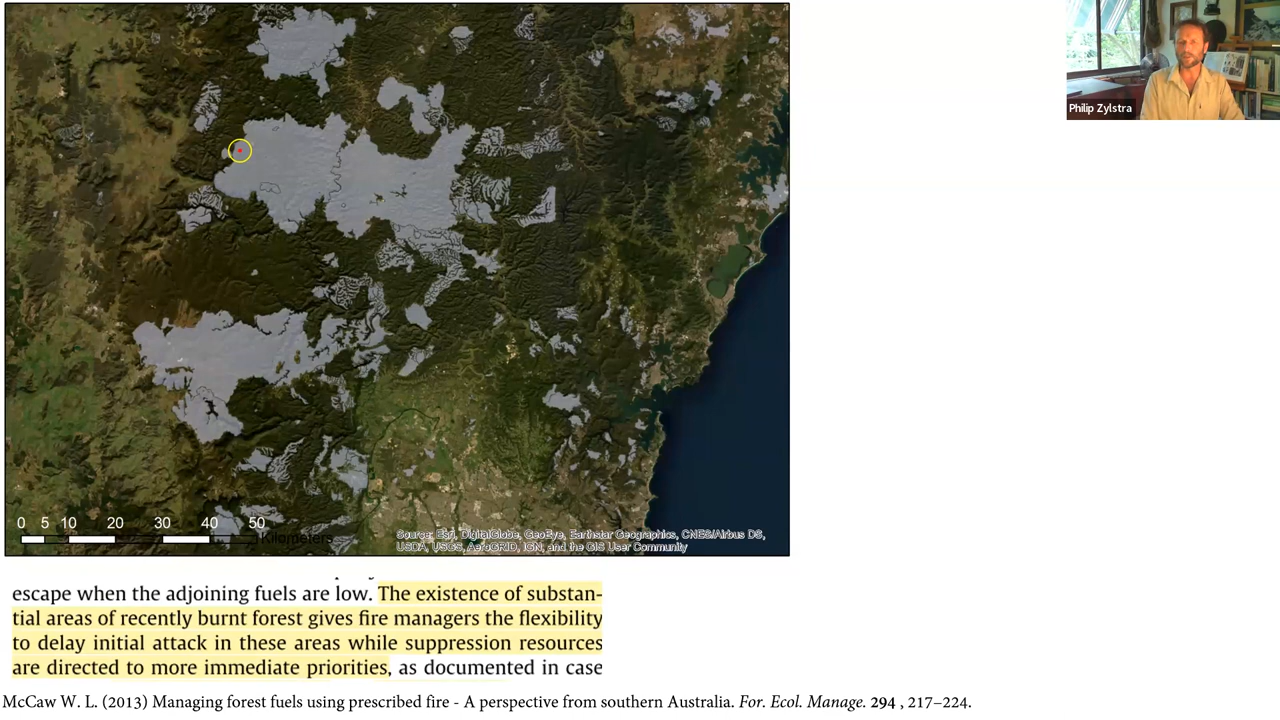 Philip Zylstra
0 5 10 20 30 40 50
Kilometers
Source: Esri, DigitalGlobe, GeoEye, Earthstar Geographics, CNES/Airbus DS,
USDA, USGS, AeroGRID, IGN, and the GIS User Community
escape when the adjoining fuels are low. The existence of substan-
tial areas of recently burnt forest gives fire managers the flexibility
to delay initial attack in these areas while suppression resources
are directed to more immediate priorities, as documented in case
McCaw W. L. (2013) Managing forest fuels using prescribed fire - A perspective from southern Australia. For. Ecol. Manage. 294 , 217–224.